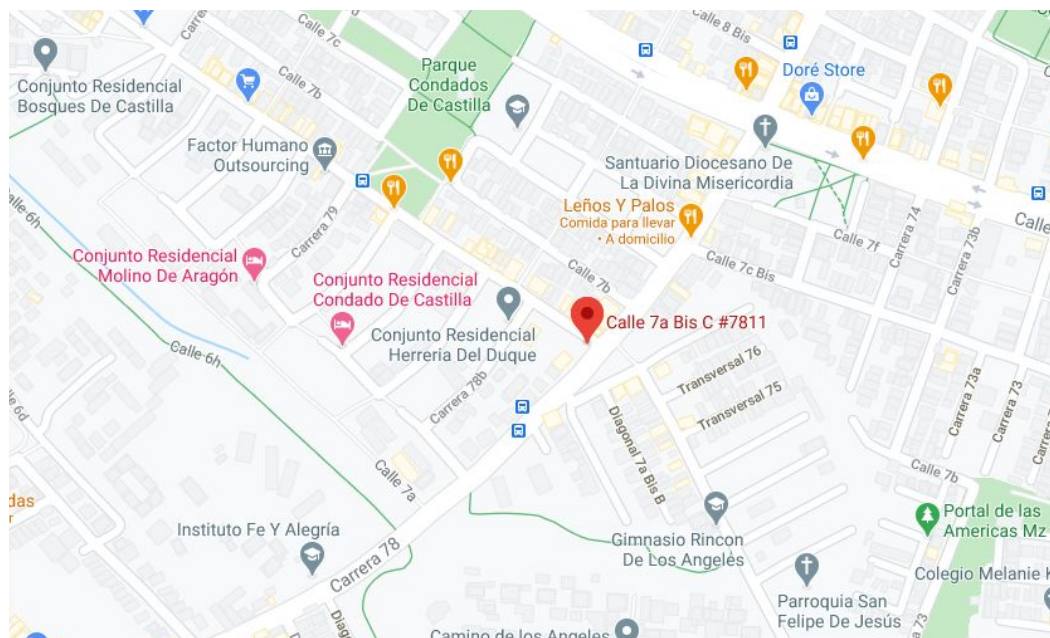 Calle 7c
Calle 8 Bis
Conjunto Residencial
Bosques De Castilla
Calle 7b
Parque
Condados
De Castilla
Doré Store
Factor Humano
Outsourcing
Santuario Diocesano De
La Divina Misericordia
Leños Y Palos
Comida para llevar
• A domicilio
Carrera 79
Carrera 74
Carrera 73b
Calle
Calle 7f
Calle 7c Bis
Conjunto Residencial
Molino De Aragón
Conjunto Residencial
Condado De Castilla
Calle 7b
Calle 7a Bis C #7811
Conjunto Residencial
Herrería Del Duque
Calle 6h
Calle 6h
Carrera 78b
Transversal 76
Transversal 75
Carrera 73a
Carrera 73
Diagonal 7a Bis B
Calle 7b
Calle 7a
das
r
Instituto Fe Y Alegría
Carrera 78
Gimnasio Rincon
De Los Angeles
Portal de las
Americas Mz
Colegio Melanie K
Parroquia San
Felipe De Jesús
73
Camino de los Angeles